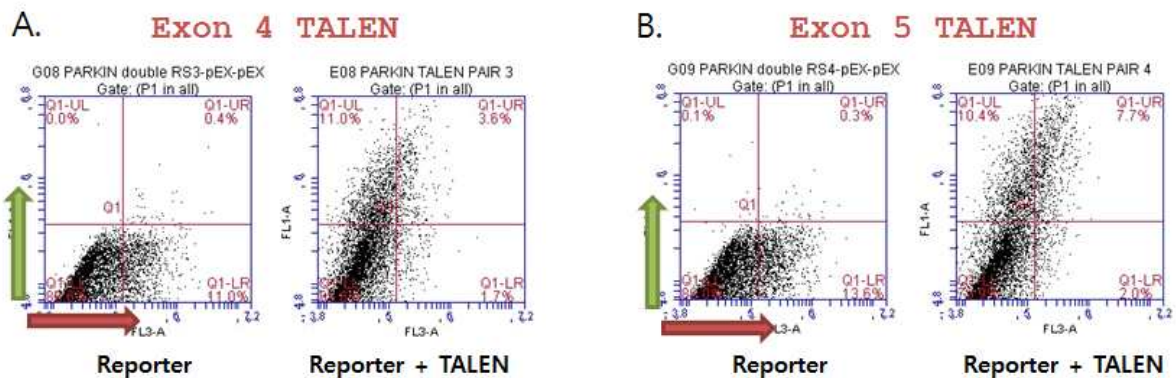 A.
Exon 4 TALEN
G08 PARKIN double RS3-pEX-pEX
Gate: (P1 in all)
Q1-UL
0.0%
Q1-UR
0.4%
Q1
Q1-LR
11.0%
FL3-A
Reporter
E08 PARKIN TALEN PAIR 3
Gate: (P1 in all)
Q1-UL
11.0%
Q1-UR
3.6%
FL1-A
Q1-LR
1.7%
FL3-A
Reporter + TALEN
B.
Exon 5 TALEN
G09 PARKIN double RS4-pEX-pEX
Gate: (P1 in all)
Q1-UL
0.1%
Q1-UR
0.3%
Q1
FL1-A
Q1-LR
13.6%
FL3-A
Reporter
E09 PARKIN TALEN PAIR 4
Gate: (P1 in all)
Q1-UL
10.4%
Q1-UR
7.7%
FL1-A
Q1-LR
2.0%
FL3-A
Reporter + TALEN